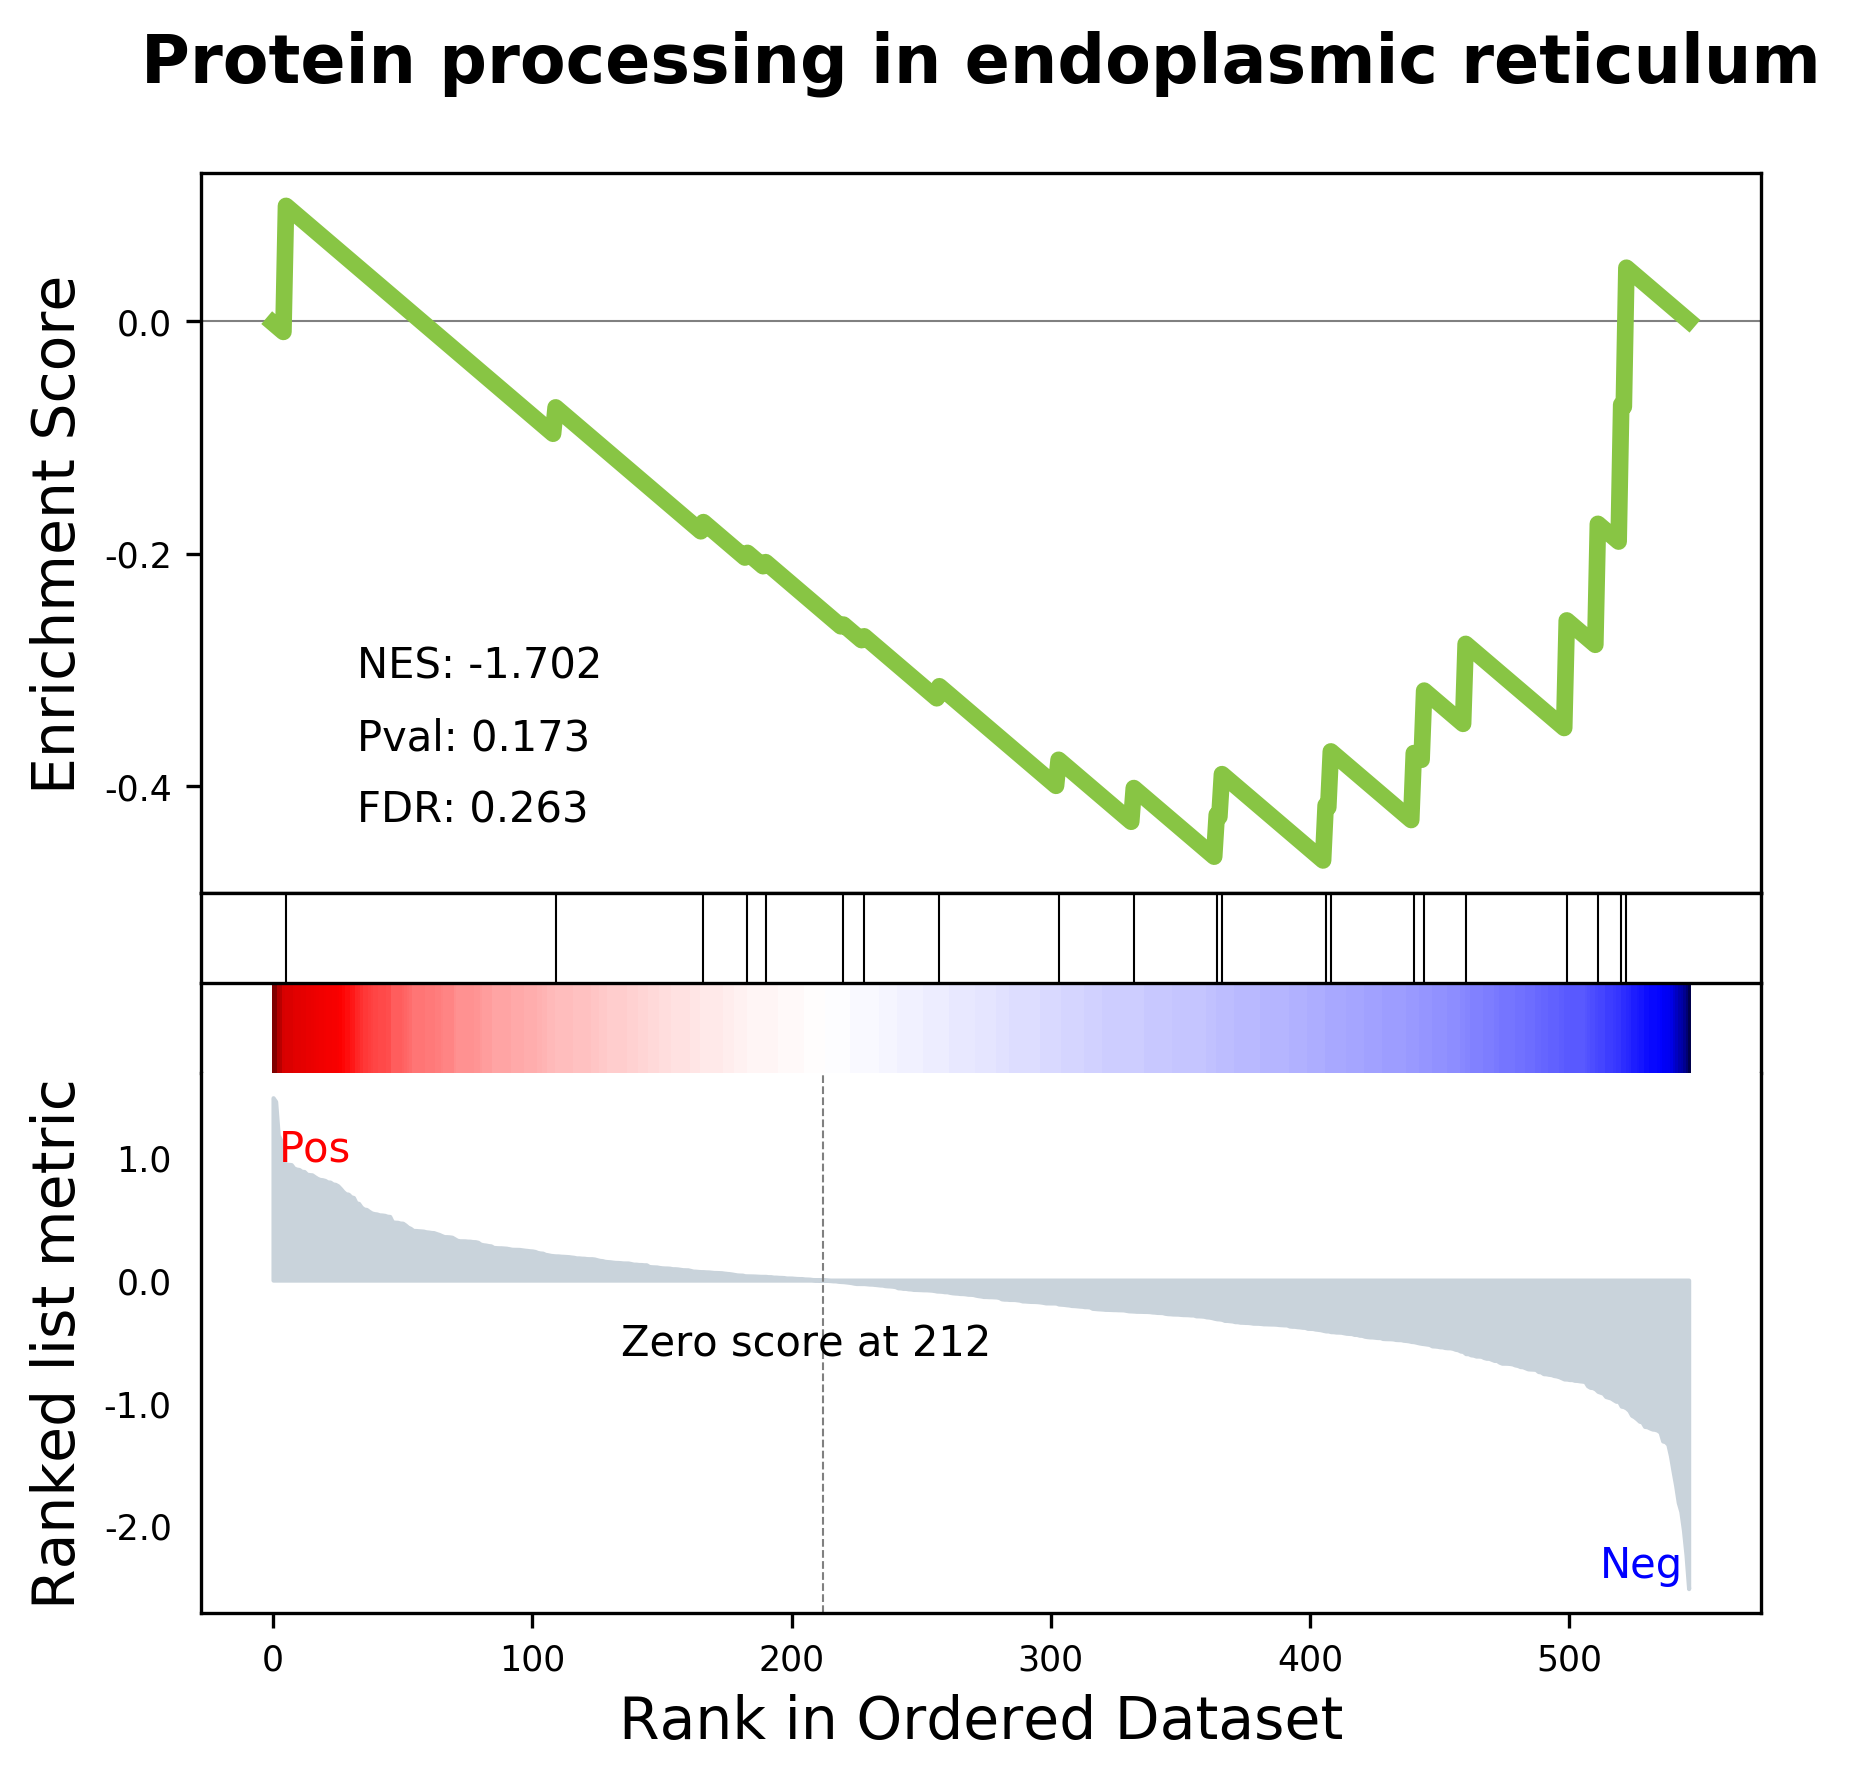 Protein processing in endoplasmic reticulum
Enrichment Score
0.0
-0.2
-0.4
NES: -1.702
Pval: 0.173
FDR: 0.263
Ranked list metric
1.0
0.0
-1.0
-2.0
Pos
Zero score at 212
Neg
0 100 200 300 400 500
Rank in Ordered Dataset